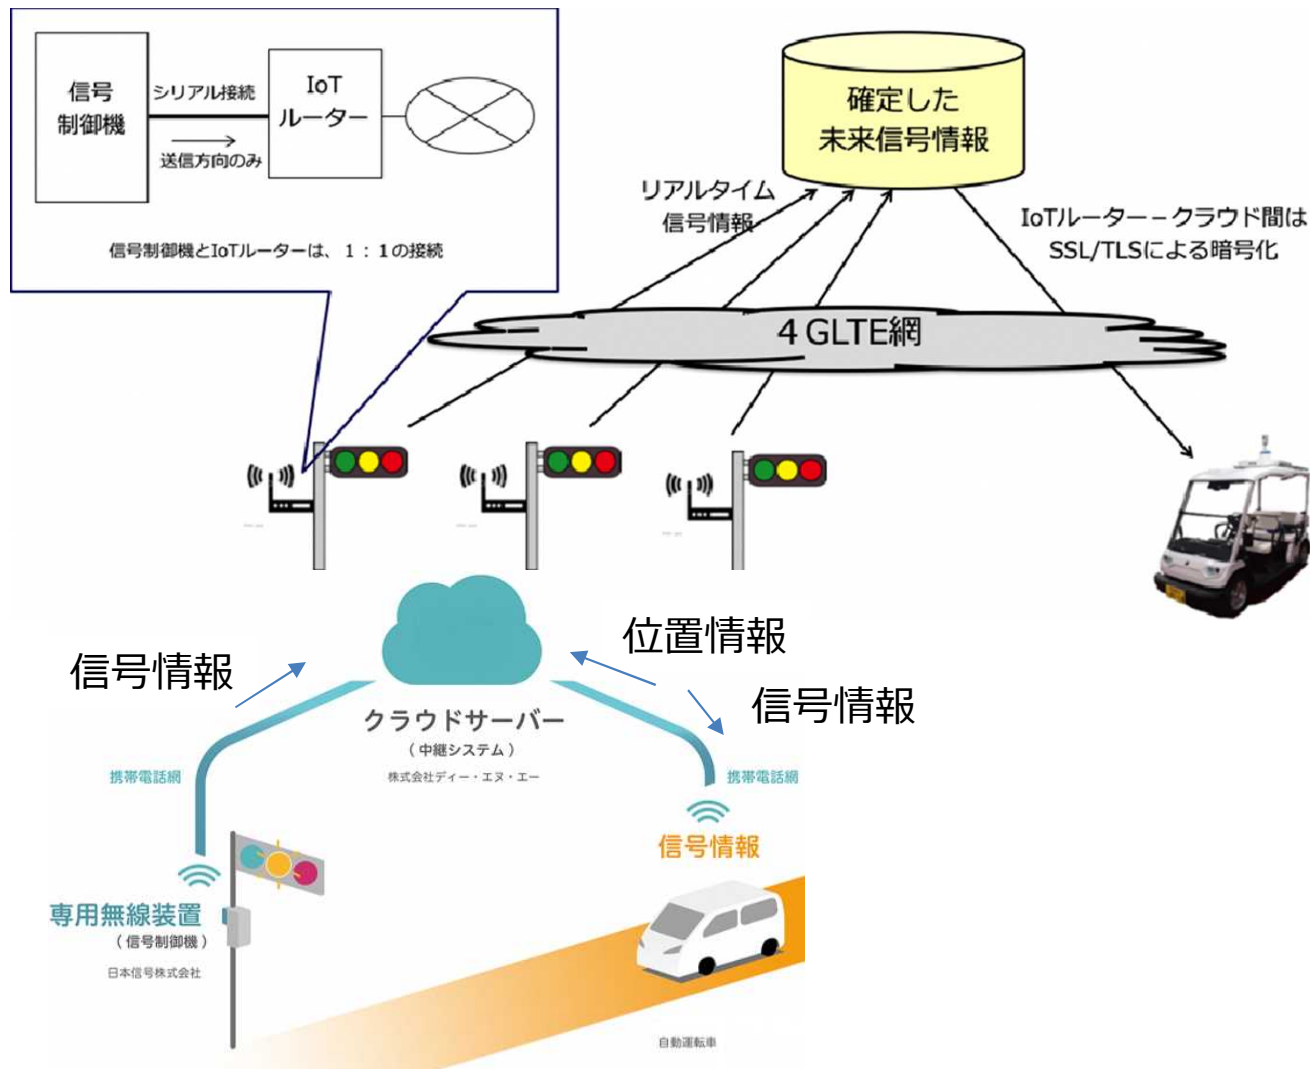 信号
制御機
シリアル接続
送信方向のみ
IoT
ルーター
信号制御機とIoTルーターは、1:1の接続
確定した
未来信号情報
リアルタイム
信号情報
IoTルーター－クラウド間は
SSL/TLSによる暗号化
4GLTE網
信号情報
位置情報
信号情報
クラウドサーバー
(中継システム)
株式会社ディー・エヌ・エー
携帯電話網
携帯電話網
信号情報
専用無線装置
(信号制御機)
日本信号株式会社
自動運転車